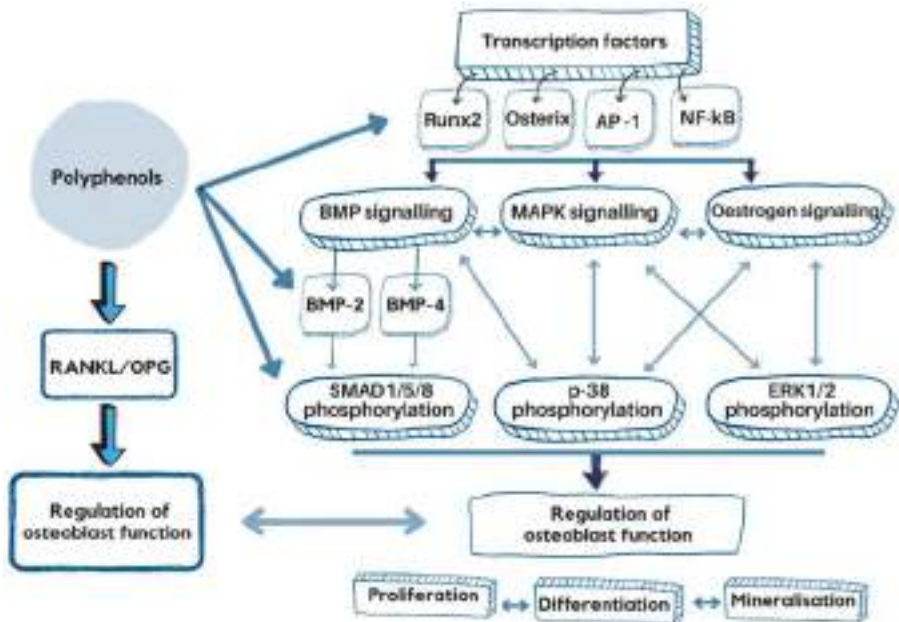 Transcription factors
Runx2
Osterix
AP-1
NF-kB
Polyphenols
BMP signalling
MAPK signalling
Oestrogen signalling
BMP-2
BMP-4
RANKL/OPG
SMAD1/5/8
phosphorylation
p-38
phosphorylation
ERK1/2
phosphorylation
Regulation of
osteoblast function
Regulation of
osteoblast function
Proliferation
Differentiation
Mineralisation